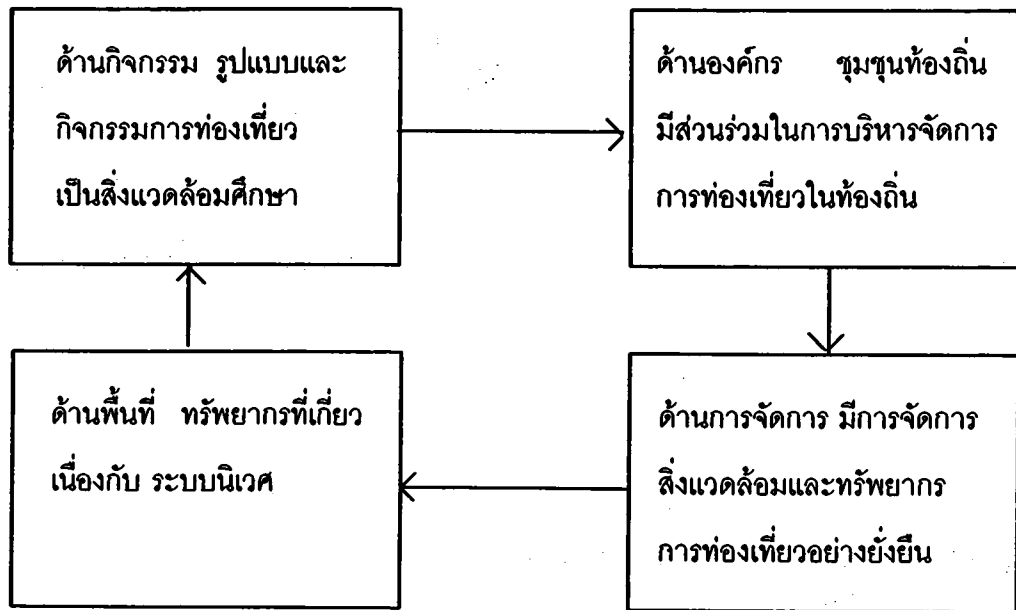 ด้านกิจกรรม รูปแบบและ
กิจกรรมการท่องเที่ยว
เป็นสิ่งแวดล้อมศึกษา
ด้านองค์กร ชุมชนท้องถิ่น
มีส่วนร่วมในการบริหารจัดการ
การท่องเที่ยวในท้องถิ่น
ด้านพื้นที่ ทรัพยากรที่เกี่ยว
เนื่องกับ ระบบนิเวศ
ด้านการจัดการ มีการจัดการ
สิ่งแวดล้อมและทรัพยากร
การท่องเที่ยวอย่างยั่งยืน